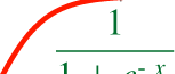 1
1 + e^- x